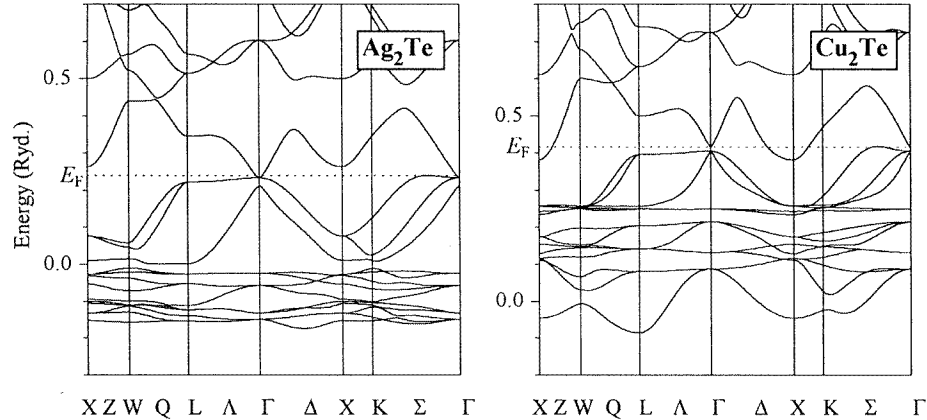 Ag2Te
Cu2Te
Energy (Ryd.)
0.5
EF
0.0
0.5
EF
0.0
X Z W Q L Λ Γ Δ X K Σ Γ
X Z W Q L Λ Γ Δ X K Σ Γ